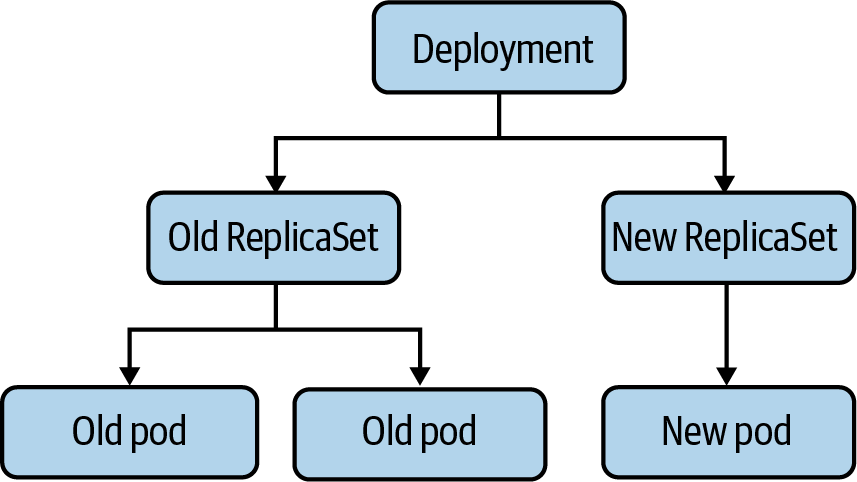 Deployment
Old ReplicaSet
New ReplicaSet
Old pod
Old pod
New pod